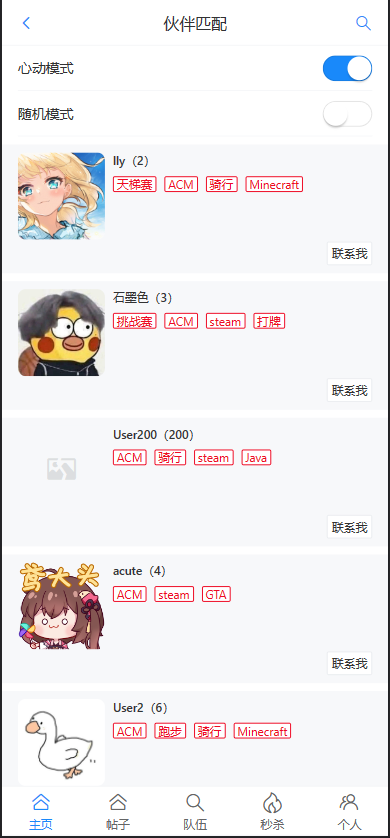 伙伴匹配
心动模式
随机模式
lly（2）
天梯赛 ACM 骑行 Minecraft
联系我
石墨色（3）
挑战赛 ACM steam 打牌
联系我
User200（200）
ACM 骑行 steam Java
联系我
鸢大头
acute（4）
ACM steam GTA
联系我
User2（6）
ACM 跑步 骑行 Minecraft
主页 帖子 队伍 秒杀 个人